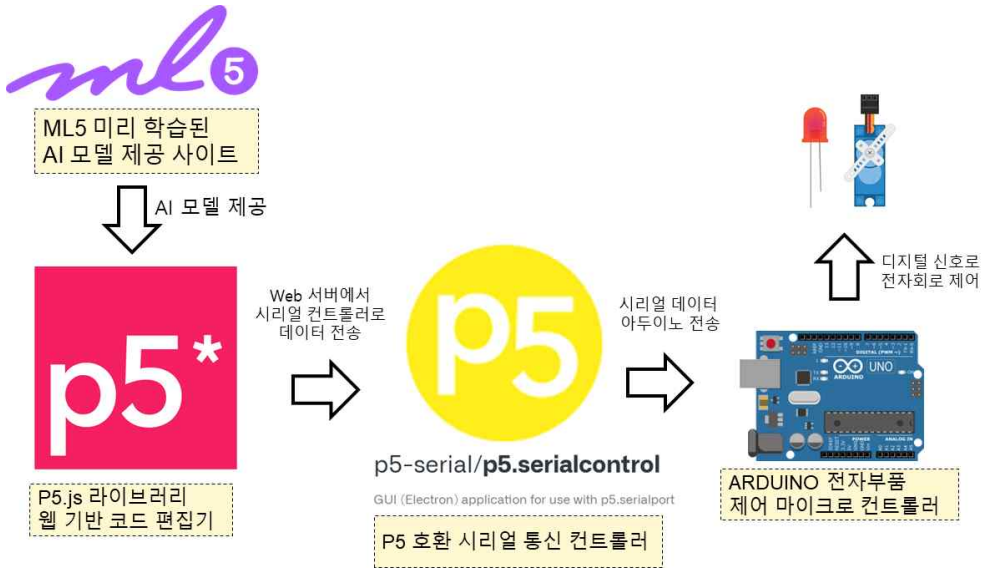 ml5
ML5 미리 학습된
AI 모델 제공 사이트
AI 모델 제공
p5*
P5.js 라이브러리
웹 기반 코드 편집기
Web 서버에서
시리얼 컨트롤러로
데이터 전송
p5
p5-serial/p5.serialcontrol
GUI (Electron) application for use with p5.serialport
P5 호환 시리얼 통신 컨트롤러
시리얼 데이터
아두이노 전송
디지털 신호로
전자회로 제어
DIGITAL (PWM ~)
UNO
ARDUINO
POWER
ANALOG IN
ARDUINO 전자부품
제어 마이크로 컨트롤러